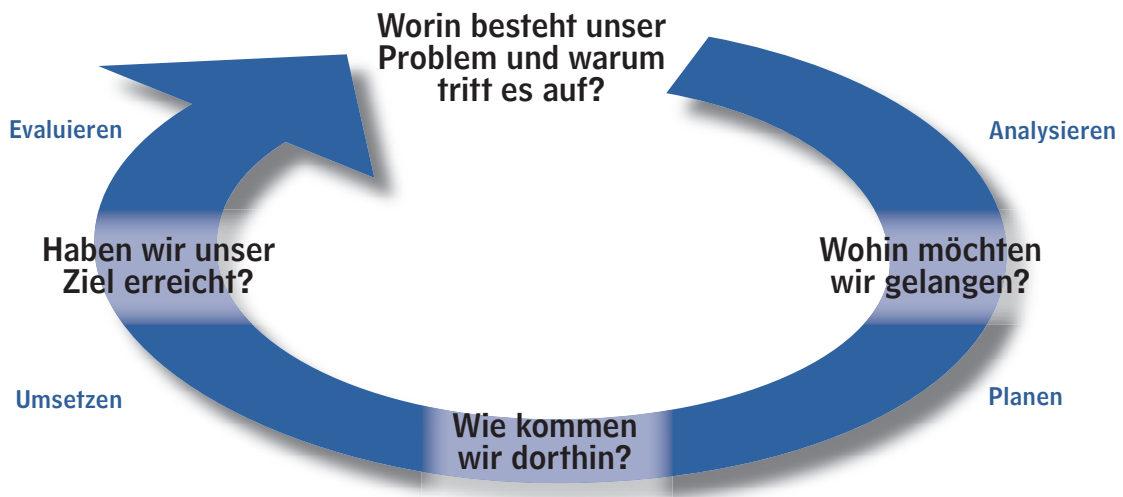 Worin besteht unser
Problem und warum
tritt es auf?
Evaluieren
Analysieren
Haben wir unser
Ziel erreicht?
Wohin möchten
wir gelangen?
Umsetzen
Planen
Wie kommen
wir dorthin?